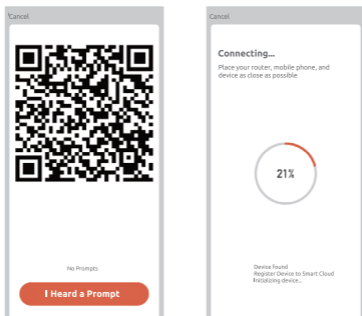 Cancel
No Prompts
I Heard a Prompt
Cancel
Connecting...
Place your router, mobile phone, and
device as close as possible
21%
Device found
Register Device to Smart Cloud
Initializing device...